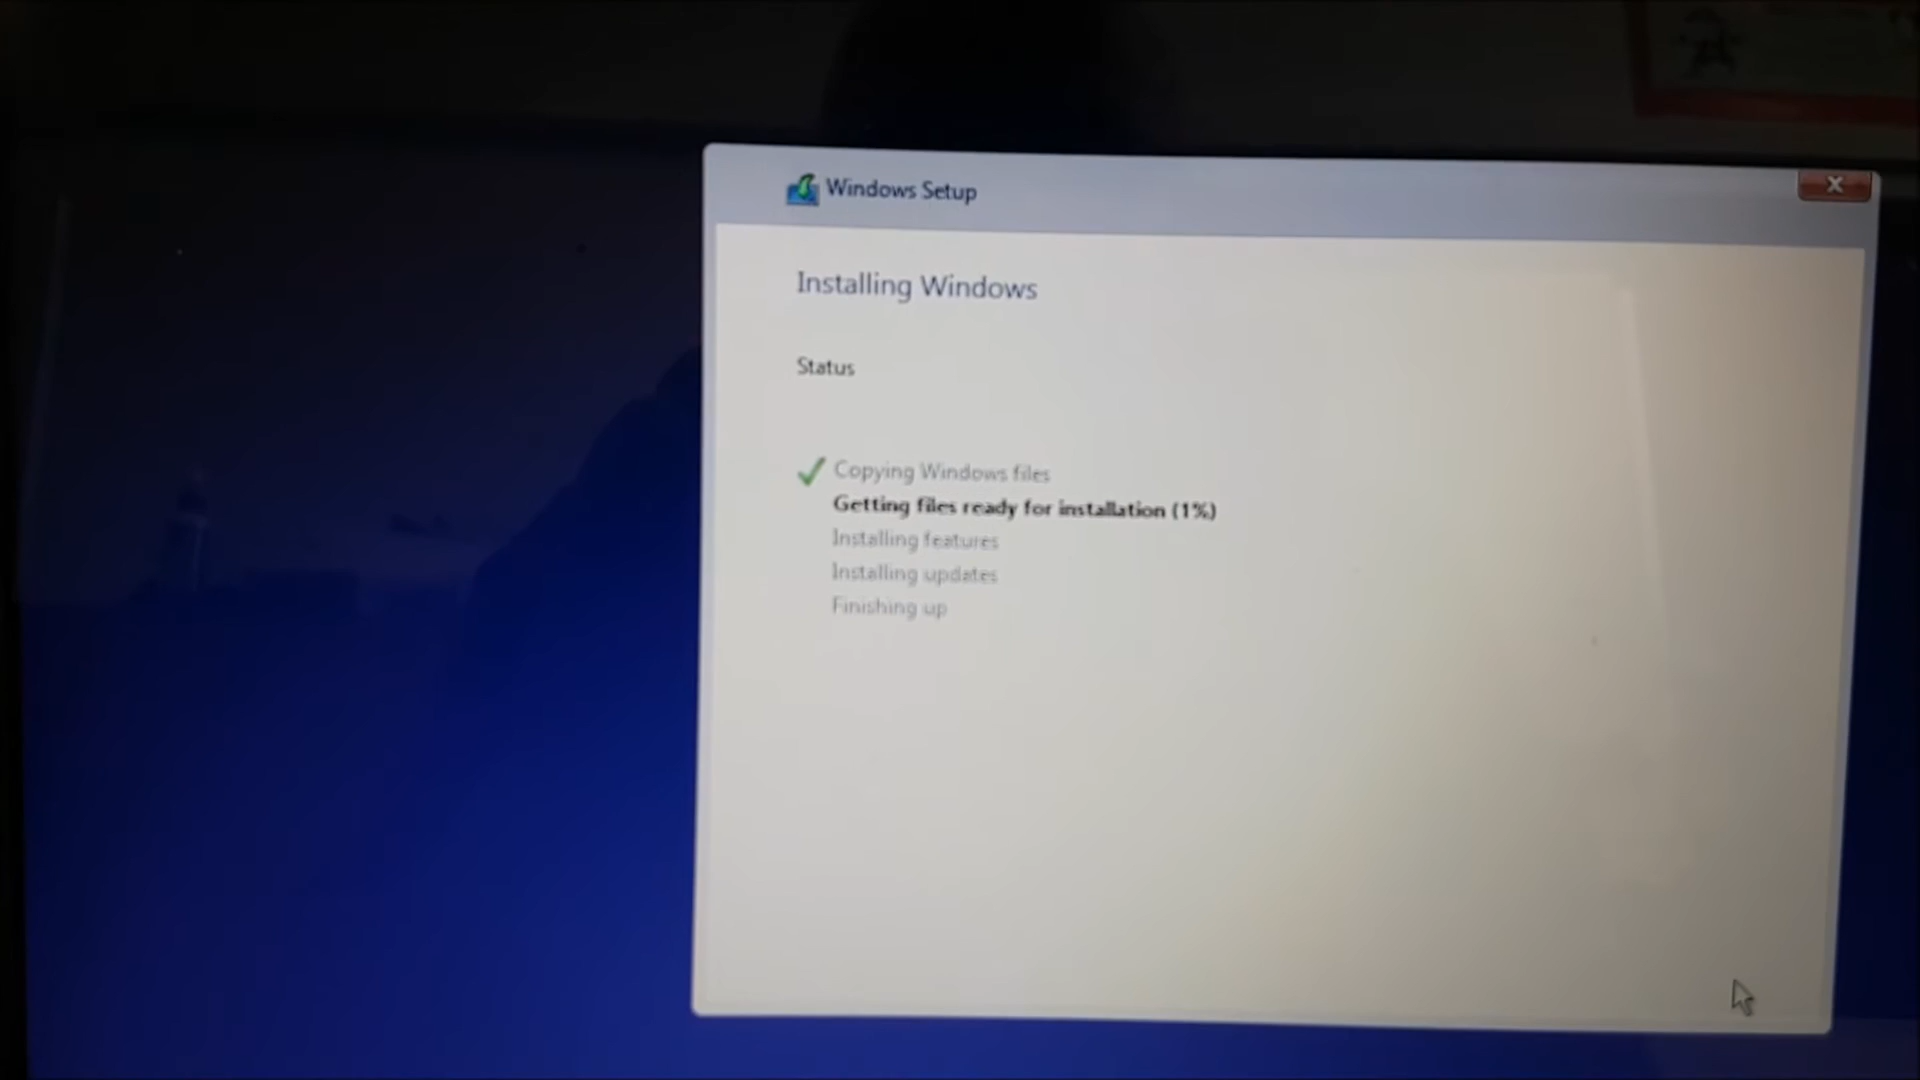 Windows Setup
Installing Windows
Status
Copying Windows files
Getting files ready for installation (1%)
Installing features
Installing updates
Finishing up